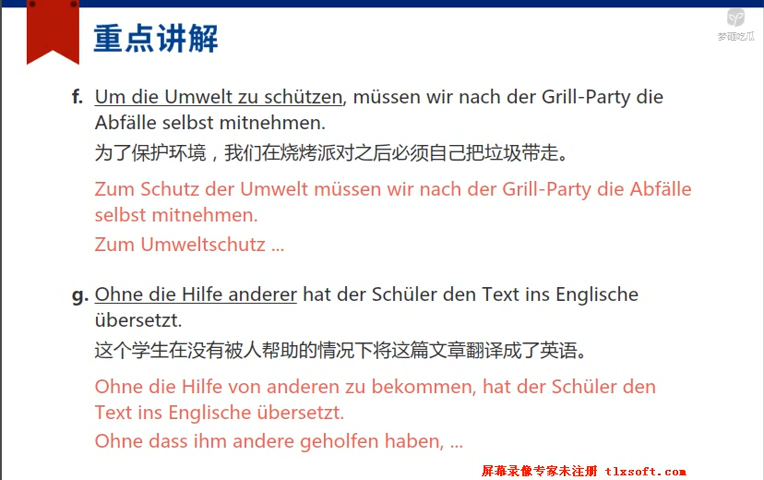 梦砸吃瓜
重点讲解
f. Um die Umwelt zu schützen, müssen wir nach der Grill-Party die
Abfälle selbst mitnehmen.
为了保护环境，我们在烧烤派对之后必须自己把垃圾带走。
Zum Schutz der Umwelt müssen wir nach der Grill-Party die Abfälle
selbst mitnehmen.
Zum Umweltschutz ...
g. Ohne die Hilfe anderer hat der Schüler den Text ins Englische
übersetzt.
这个学生在没有被人帮助的情况下将这篇文章翻译成了英语。
Ohne die Hilfe von anderen zu bekommen, hat der Schüler den
Text ins Englische übersetzt.
Ohne dass ihm andere geholfen haben, ...
屏幕录像专家未注册 tlxsoft.com